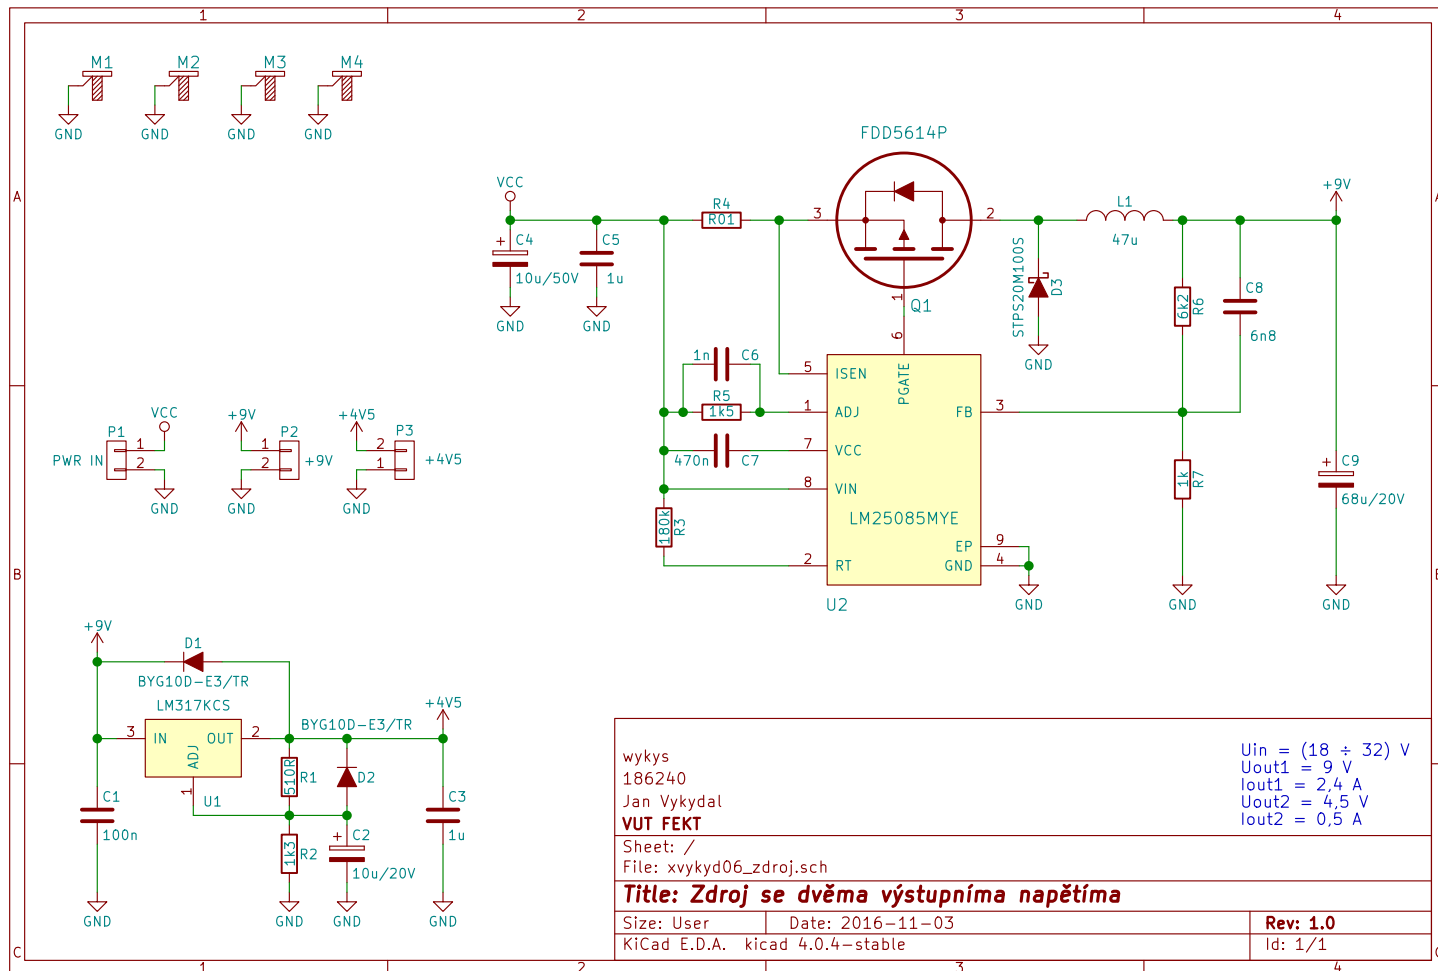 1 2 3 4
M1 M2 M3 M4
GND GND GND GND
FDD5614P
A
VCC
R4
R01
3 2
L1
47u
+9V
C4
10u/50V
C5
1u
GND GND
1
Q1
6
STPS20M100S
D3
GND
6k2
R6
C8
6n8
1n C6
R5
1k5
470n C7
180k
R3
5 ISEN
1 ADJ
7 VCC
8 VIN
2 RT
PGATE
FB 3
LM25085MYE
EP 9
GND 4
U2
GND
1k
R7
GND
C9
68u/20V
GND
P1
VCC
PWR IN
1
2
GND
+9V
P2
1
2
+9V
GND
+4V5
P3
2
1
+4V5
GND
B
+9V
D1
BYG10D-E3/TR
LM317KCS
3 IN OUT 2
ADJ
1
U1
BYG10D-E3/TR
+4V5
510R
R1
D2
C1
100n
1k3
R2
C2
10u/20V
C3
1u
GND GND GND GND
wykys
186240
Jan Vykydal
VUT FEKT
Uin = (18 ÷ 32) V
Uout1 = 9 V
Iout1 = 2,4 A
Uout2 = 4,5 V
Iout2 = 0,5 A
Sheet: /
File: xvykyd06_zdroj.sch
Title: Zdroj se dvěma výstupníma napětíma
Size: User Date: 2016-11-03 Rev: 1.0
KiCad E.D.A. kicad 4.0.4-stable Id: 1/1
C
1 2 3 4